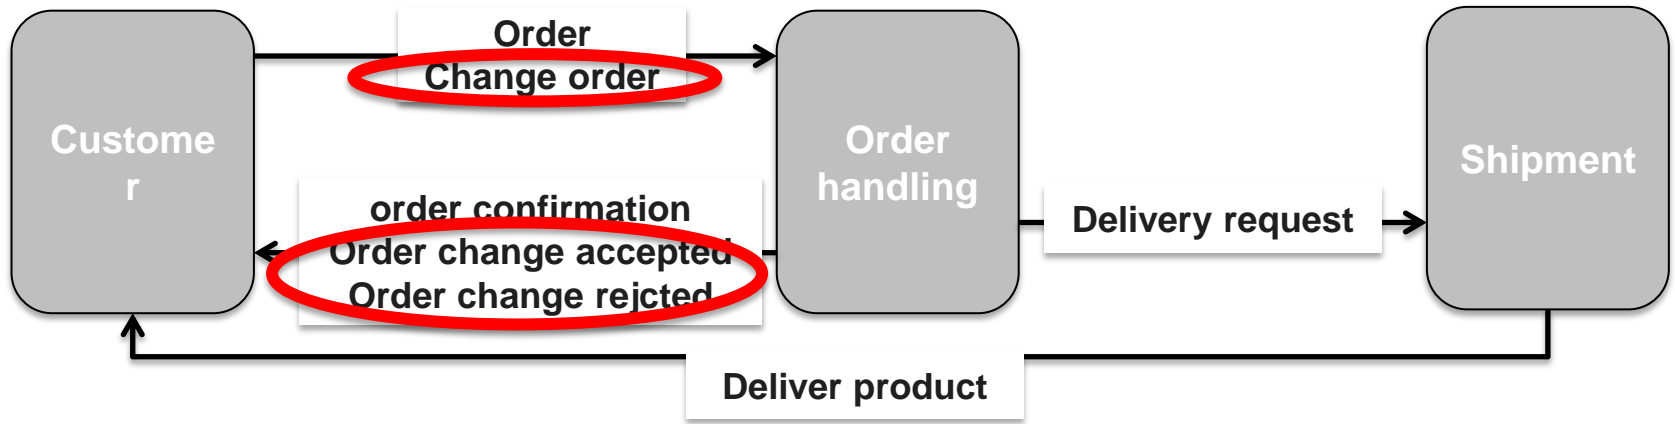 Order
Change order
Custome
r
Order
handling
Shipment
order confirmation
Order change accepted
Order change rejcted
Delivery request
Deliver product